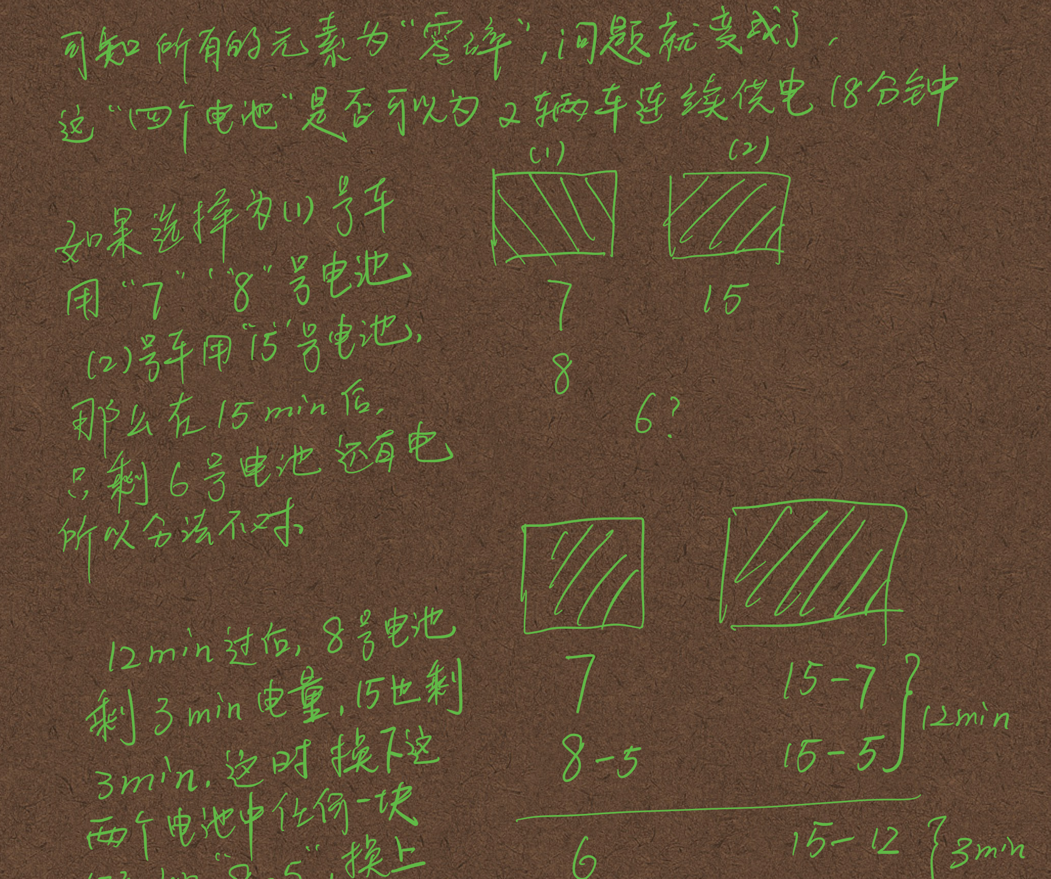 可知所有的元素为“零碎”,问题就变成了,
这“四个电池”是否可以为2辆车连续供电18分钟
(1) (2)
如果选择为(1)号车
用“7”“8”号电池
(2)号车用“15”号电池,
那么在15min后,
只剩6号电池还有电
所以分法不对。
7 15
8
6?
12min过后,8号电池
剩3min电量,15也剩
3min.这时换下这
两个电池中任何一块
“8-5”,换上
7 15-7
8-5 15-5
12min
6 15-12
3min